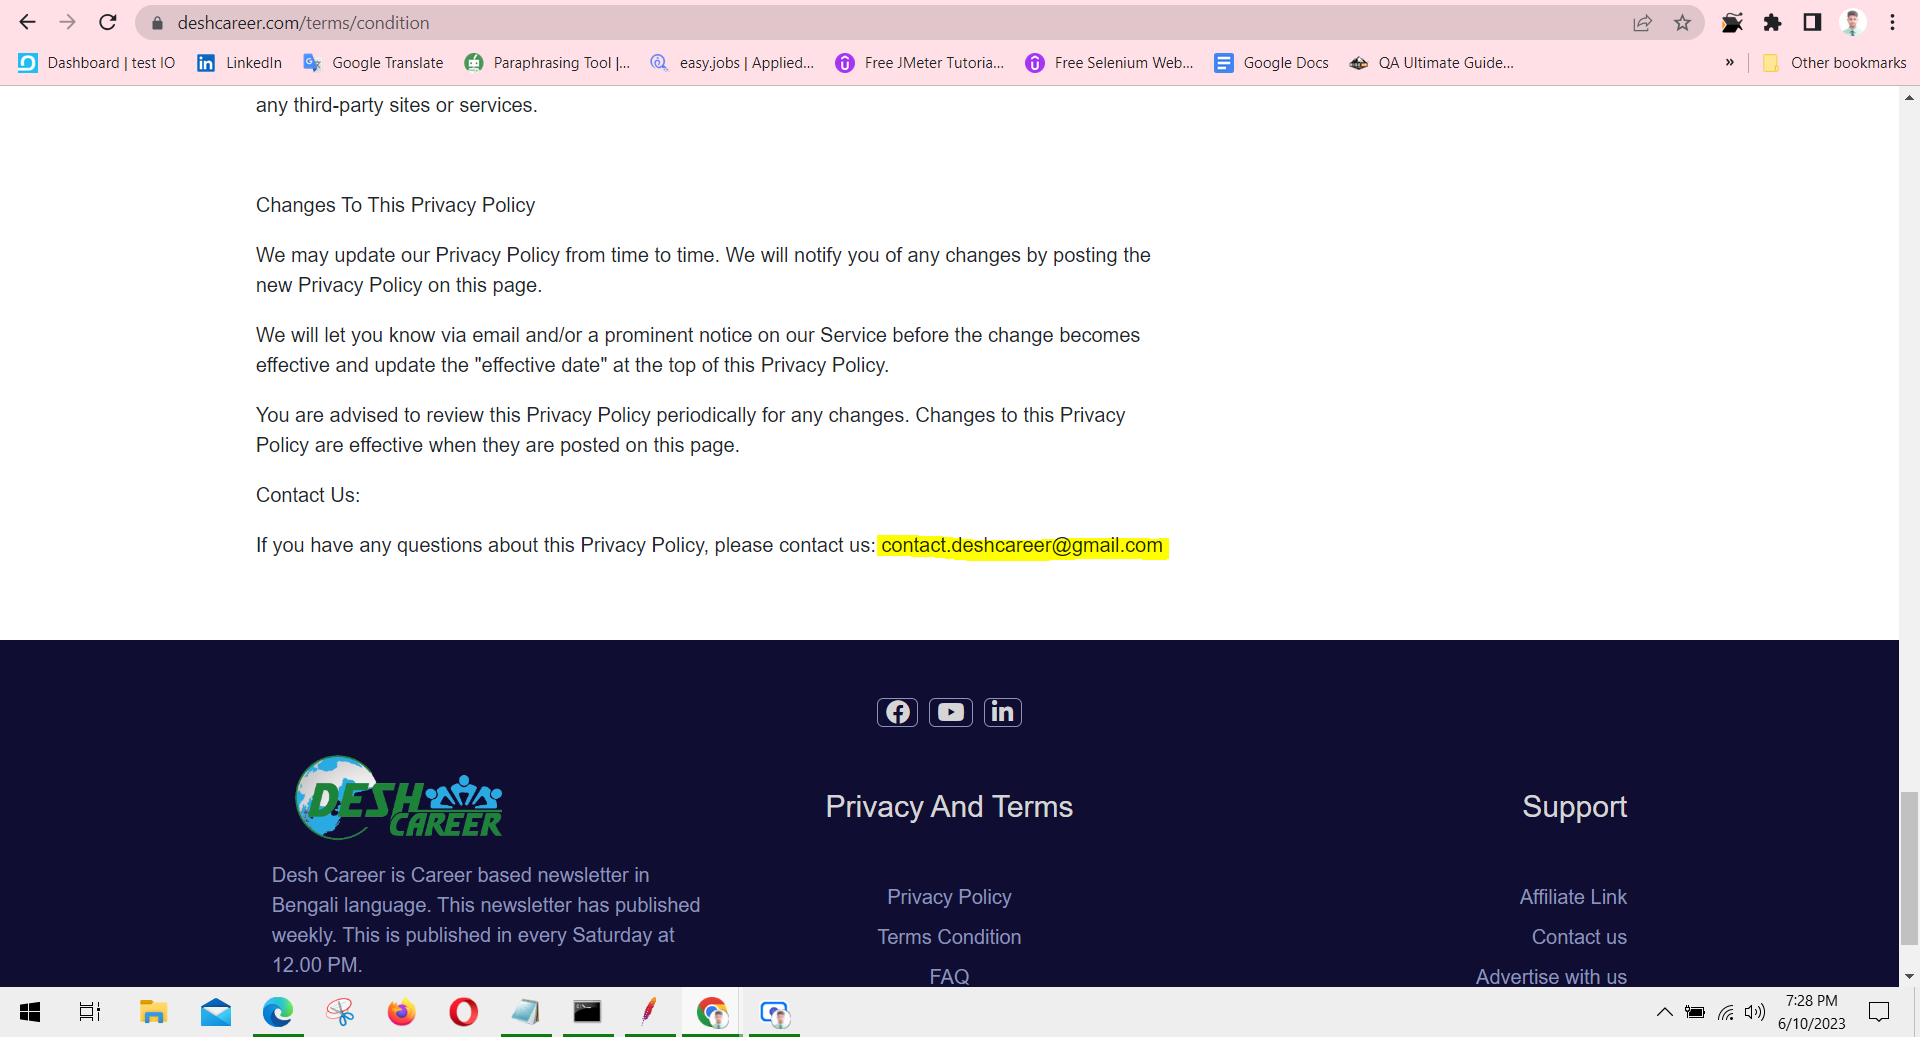 deshcareer.com/terms/condition
Dashboard | test IO LinkedIn Google Translate Paraphrasing Tool |... easy.jobs | Applied... Free JMeter Tutoria... Free Selenium Web... Google Docs QA Ultimate Guide... » Other bookmarks
any third-party sites or services.
Changes To This Privacy Policy
We may update our Privacy Policy from time to time. We will notify you of any changes by posting the
new Privacy Policy on this page.
We will let you know via email and/or a prominent notice on our Service before the change becomes
effective and update the "effective date" at the top of this Privacy Policy.
You are advised to review this Privacy Policy periodically for any changes. Changes to this Privacy
Policy are effective when they are posted on this page.
Contact Us:
If you have any questions about this Privacy Policy, please contact us: contact.deshcareer@gmail.com
DESH
CAREER
Desh Career is Career based newsletter in
Bengali language. This newsletter has published
weekly. This is published in every Saturday at
12.00 PM.
Privacy And Terms
Privacy Policy
Terms Condition
FAQ
Support
Affiliate Link
Contact us
Advertise with us
7:28 PM
6/10/2023